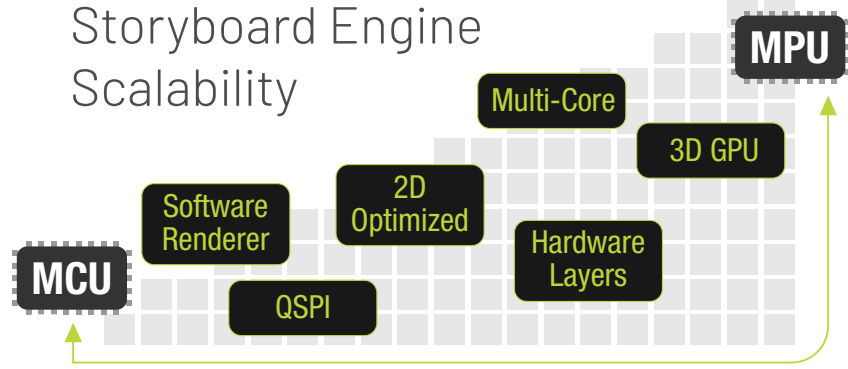 Storyboard Engine
Scalability
MPU
Multi-Core
3D GPU
2D
Optimized
Software
Renderer
Hardware
Layers
MCU
QSPI